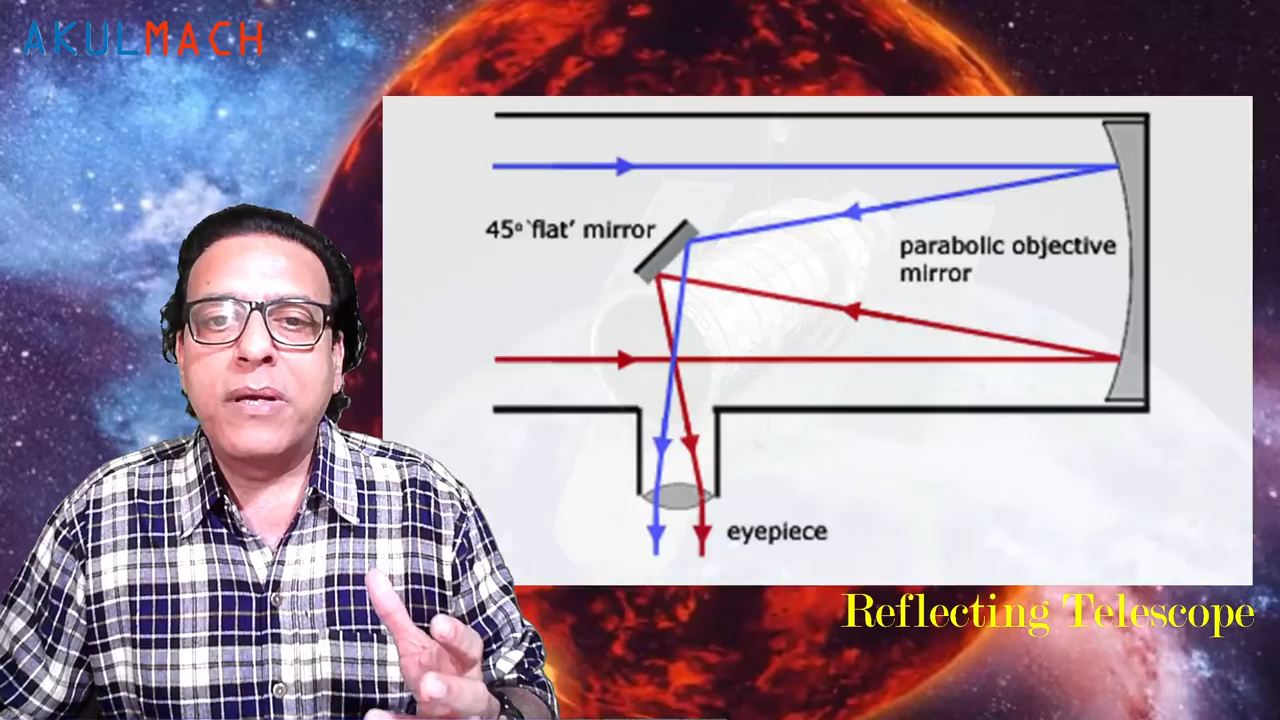 AKULMACH
45° 'flat' mirror
parabolic objective
mirror
eyepiece
Reflecting Telescope